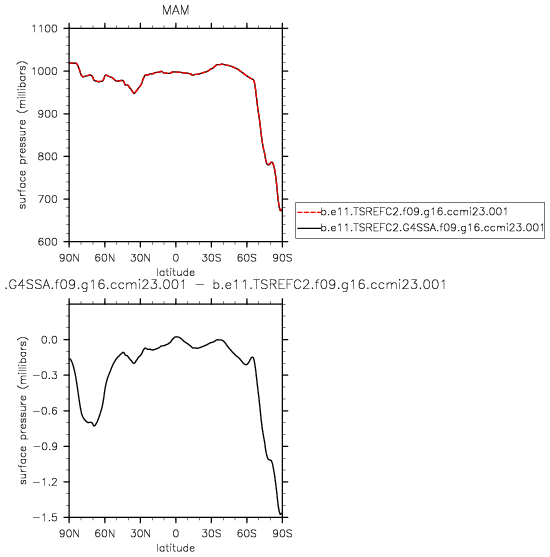 MAM
1100
1000
900
800
700
600
surface pressure (millibars)
90N 60N 30N 0 30S 60S 90S
latitude
b.e11.TSREFC2.f09.g16.ccmi23.001
b.e11.TSREFC2.G4SSA.f09.g16.ccmi23.001
.G4SSA.f09.g16.ccmi23.001 − b.e11.TSREFC2.f09.g16.ccmi23.001
0.0
−0.3
−0.6
−0.9
−1.2
−1.5
surface pressure (millibars)
90N 60N 30N 0 30S 60S 90S
latitude